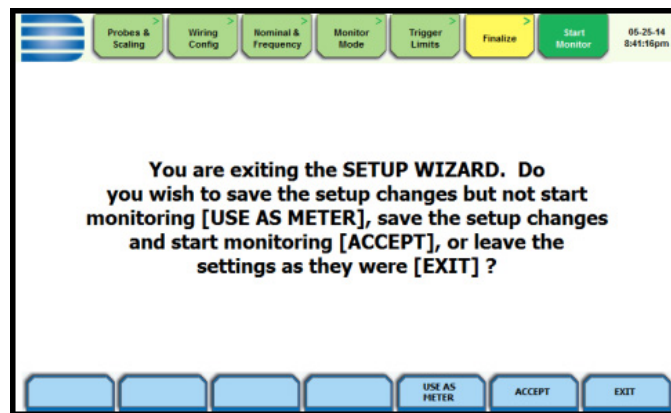 Probes & Scaling
Wiring Config
Nominal & Frequency
Monitor Mode
Trigger Limits
Finalize
Start Monitor
05-25-14
8:41:16pm
You are exiting the SETUP WIZARD. Do
you wish to save the setup changes but not start
monitoring [USE AS METER], save the setup changes
and start monitoring [ACCEPT], or leave the
settings as they were [EXIT] ?
USE AS METER
ACCEPT
EXIT